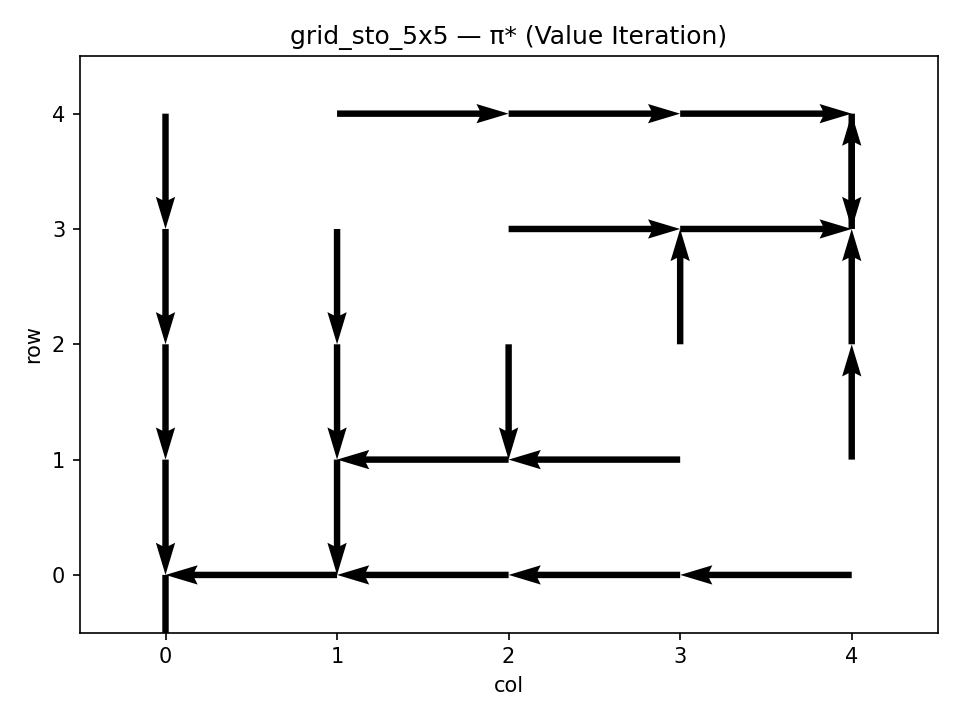 grid_sto_5x5 — π* (Value Iteration)
4
3
2
1
0
row
0 1 2 3 4
col